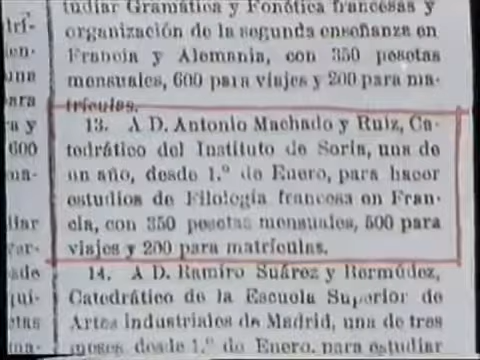 tudiar Gramática y Fonética francesas y
organización de la segunda enseñanza en
Francia y Alemania, con 350 pesetas
mensuales, 600 para viajes y 200 para ma-
trículas.
13. A D. Antonio Machado y Ruiz, Ca-
tedrático del Instituto de Soria, una de
un año, desde 1.º de Enero, para hacer
estudios de Filología francesa en Fran-
cia, con 350 pesetas mensuales, 500 para
viajes y 200 para matrículas.
14. A D. Ramiro Suárez y Bermúdez,
Catedrático de la Escuela Superior de
Artes industriales de Madrid, una de tres
meses desde 1.º de Enero, para estudiar